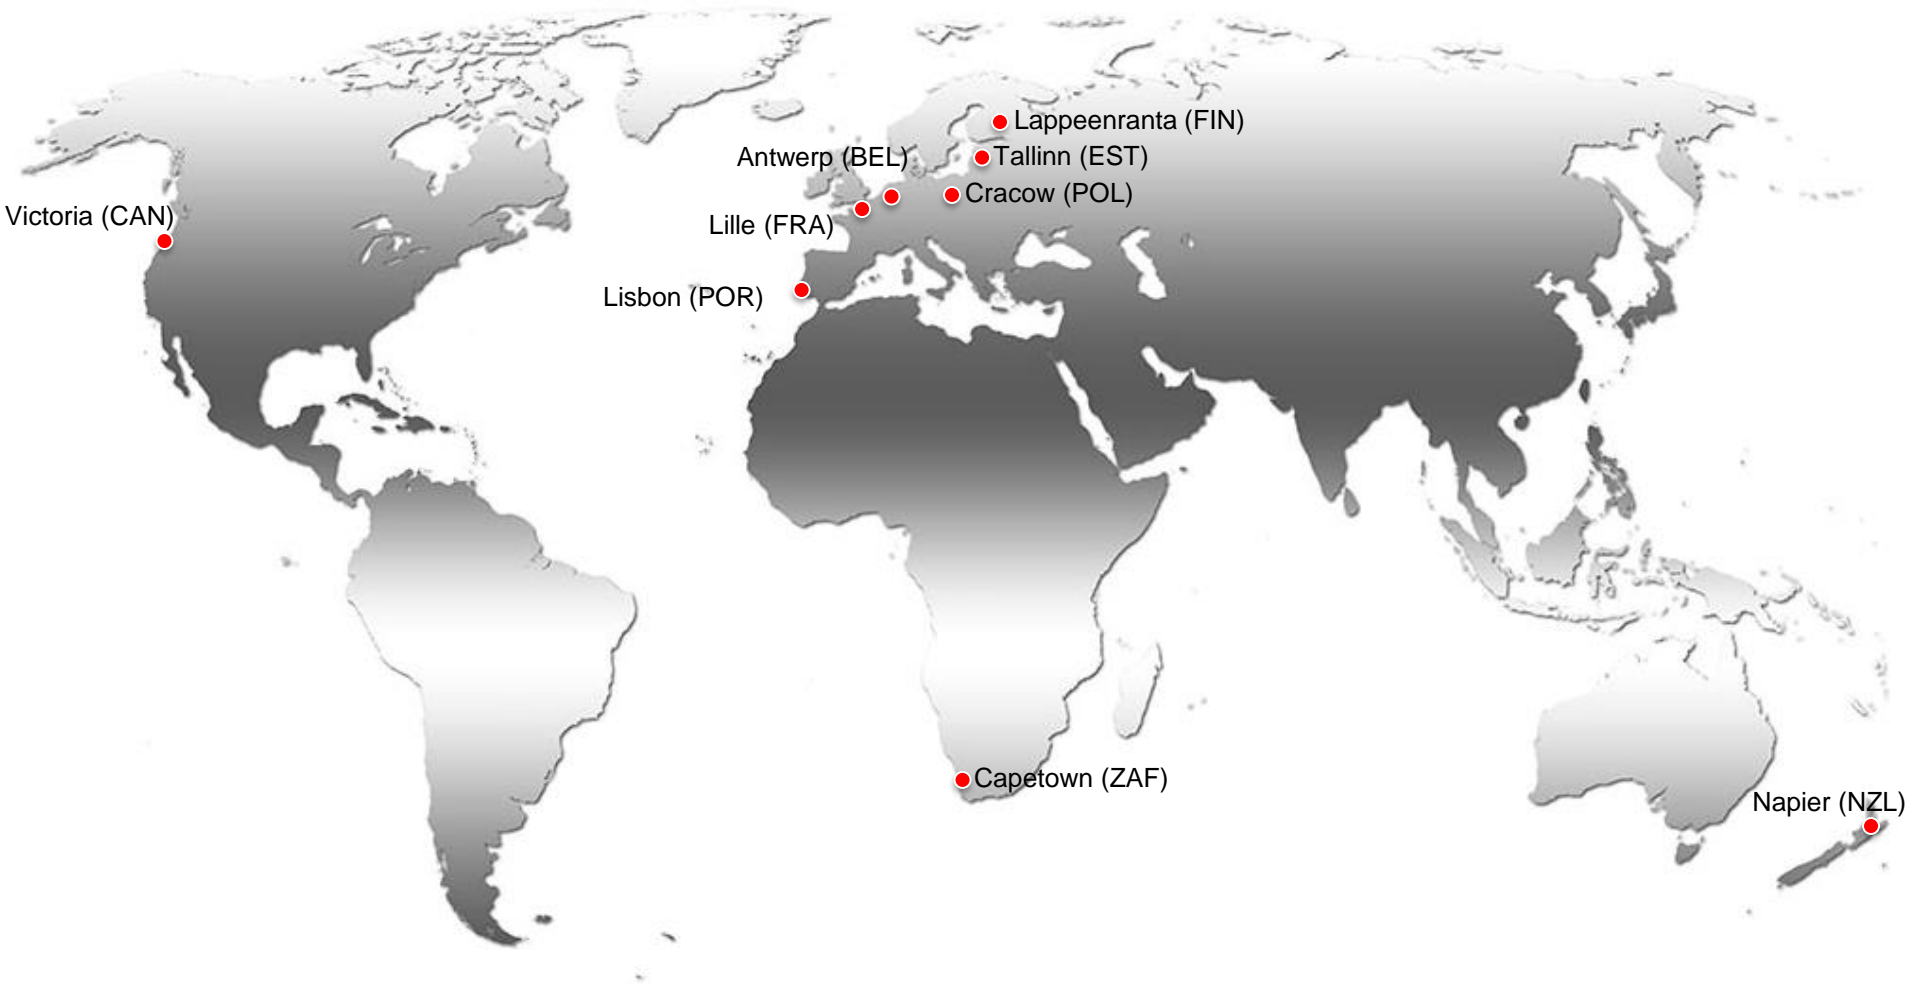 Lappeenranta (FIN)
Antwerp (BEL)
Tallinn (EST)
Cracow (POL)
Victoria (CAN)
Lille (FRA)
Lisbon (POR)
Capetown (ZAF)
Napier (NZL)